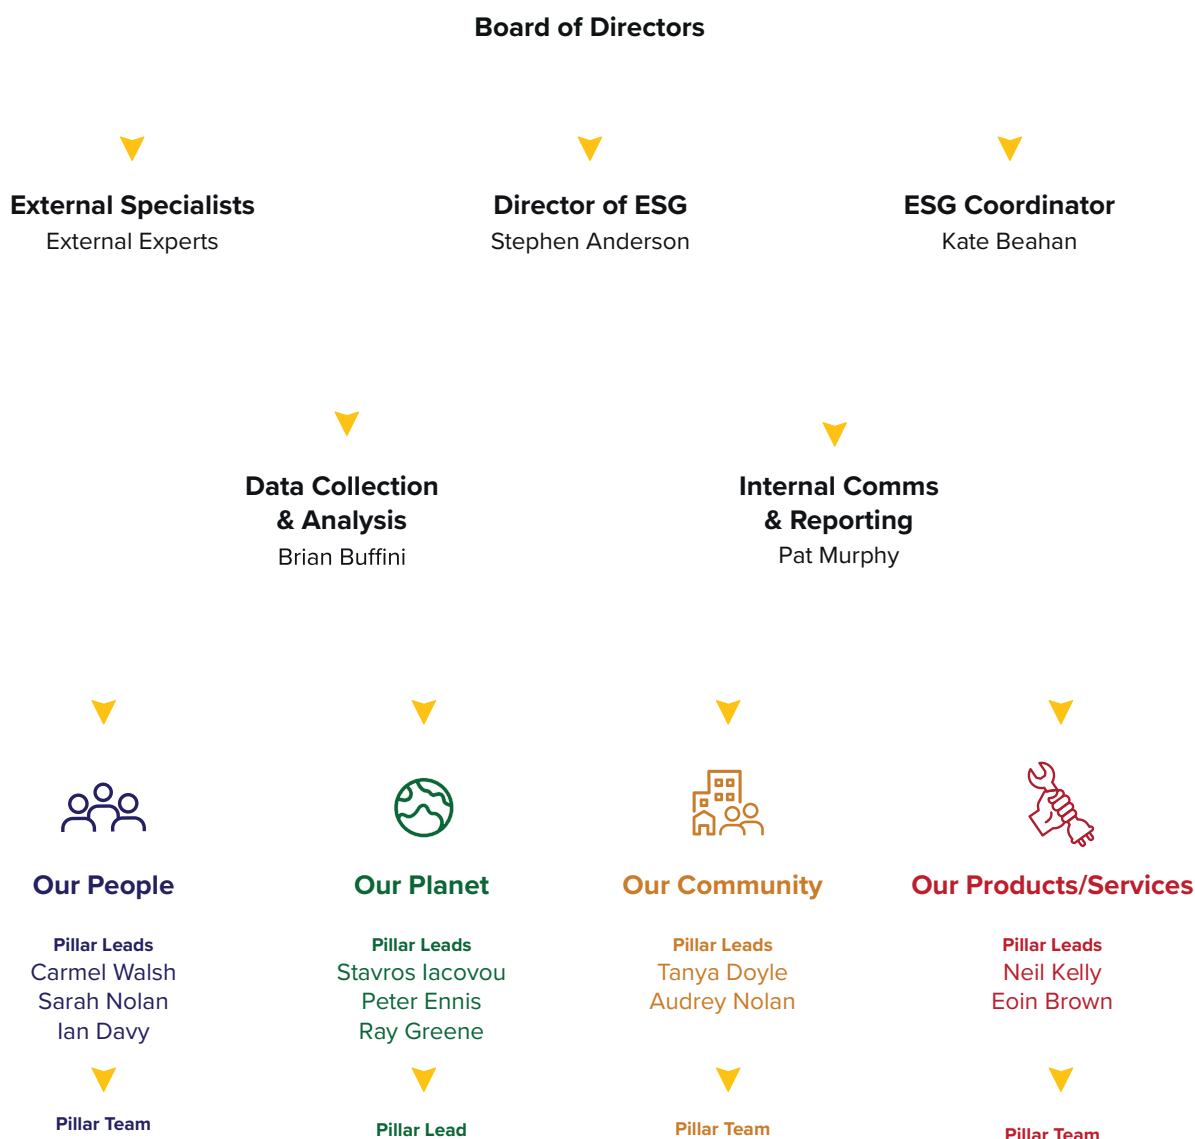 Board of Directors
External Specialists
External Experts
Director of ESG
Stephen Anderson
ESG Coordinator
Kate Beahan
Data Collection
& Analysis
Brian Buffini
Internal Comms
& Reporting
Pat Murphy
Our People
Pillar Leads
Carmel Walsh
Sarah Nolan
Ian Davy
Pillar Team
Our Planet
Pillar Leads
Stavros Iacovou
Peter Ennis
Ray Greene
Pillar Lead
Our Community
Pillar Leads
Tanya Doyle
Audrey Nolan
Pillar Team
Our Products/Services
Pillar Leads
Neil Kelly
Eoin Brown
Pillar Team